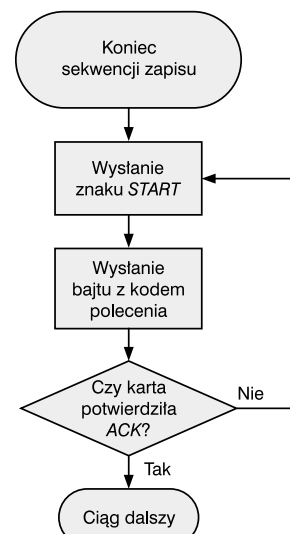 Koniec
sekwencji zapisu
Wysłanie
znaku START
Wysłanie
bajtu z kodem
polecenia
Czy karta
potwierdziła
ACK?
Nie
Tak
Ciąg dalszy